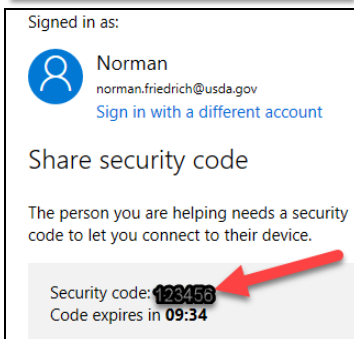 Signed in as:
Norman
norman.friedrich@usda.gov
Sign in with a different account
Share security code
The person you are helping needs a security
code to let you connect to their device.
Security code: 123456
Code expires in 09:34